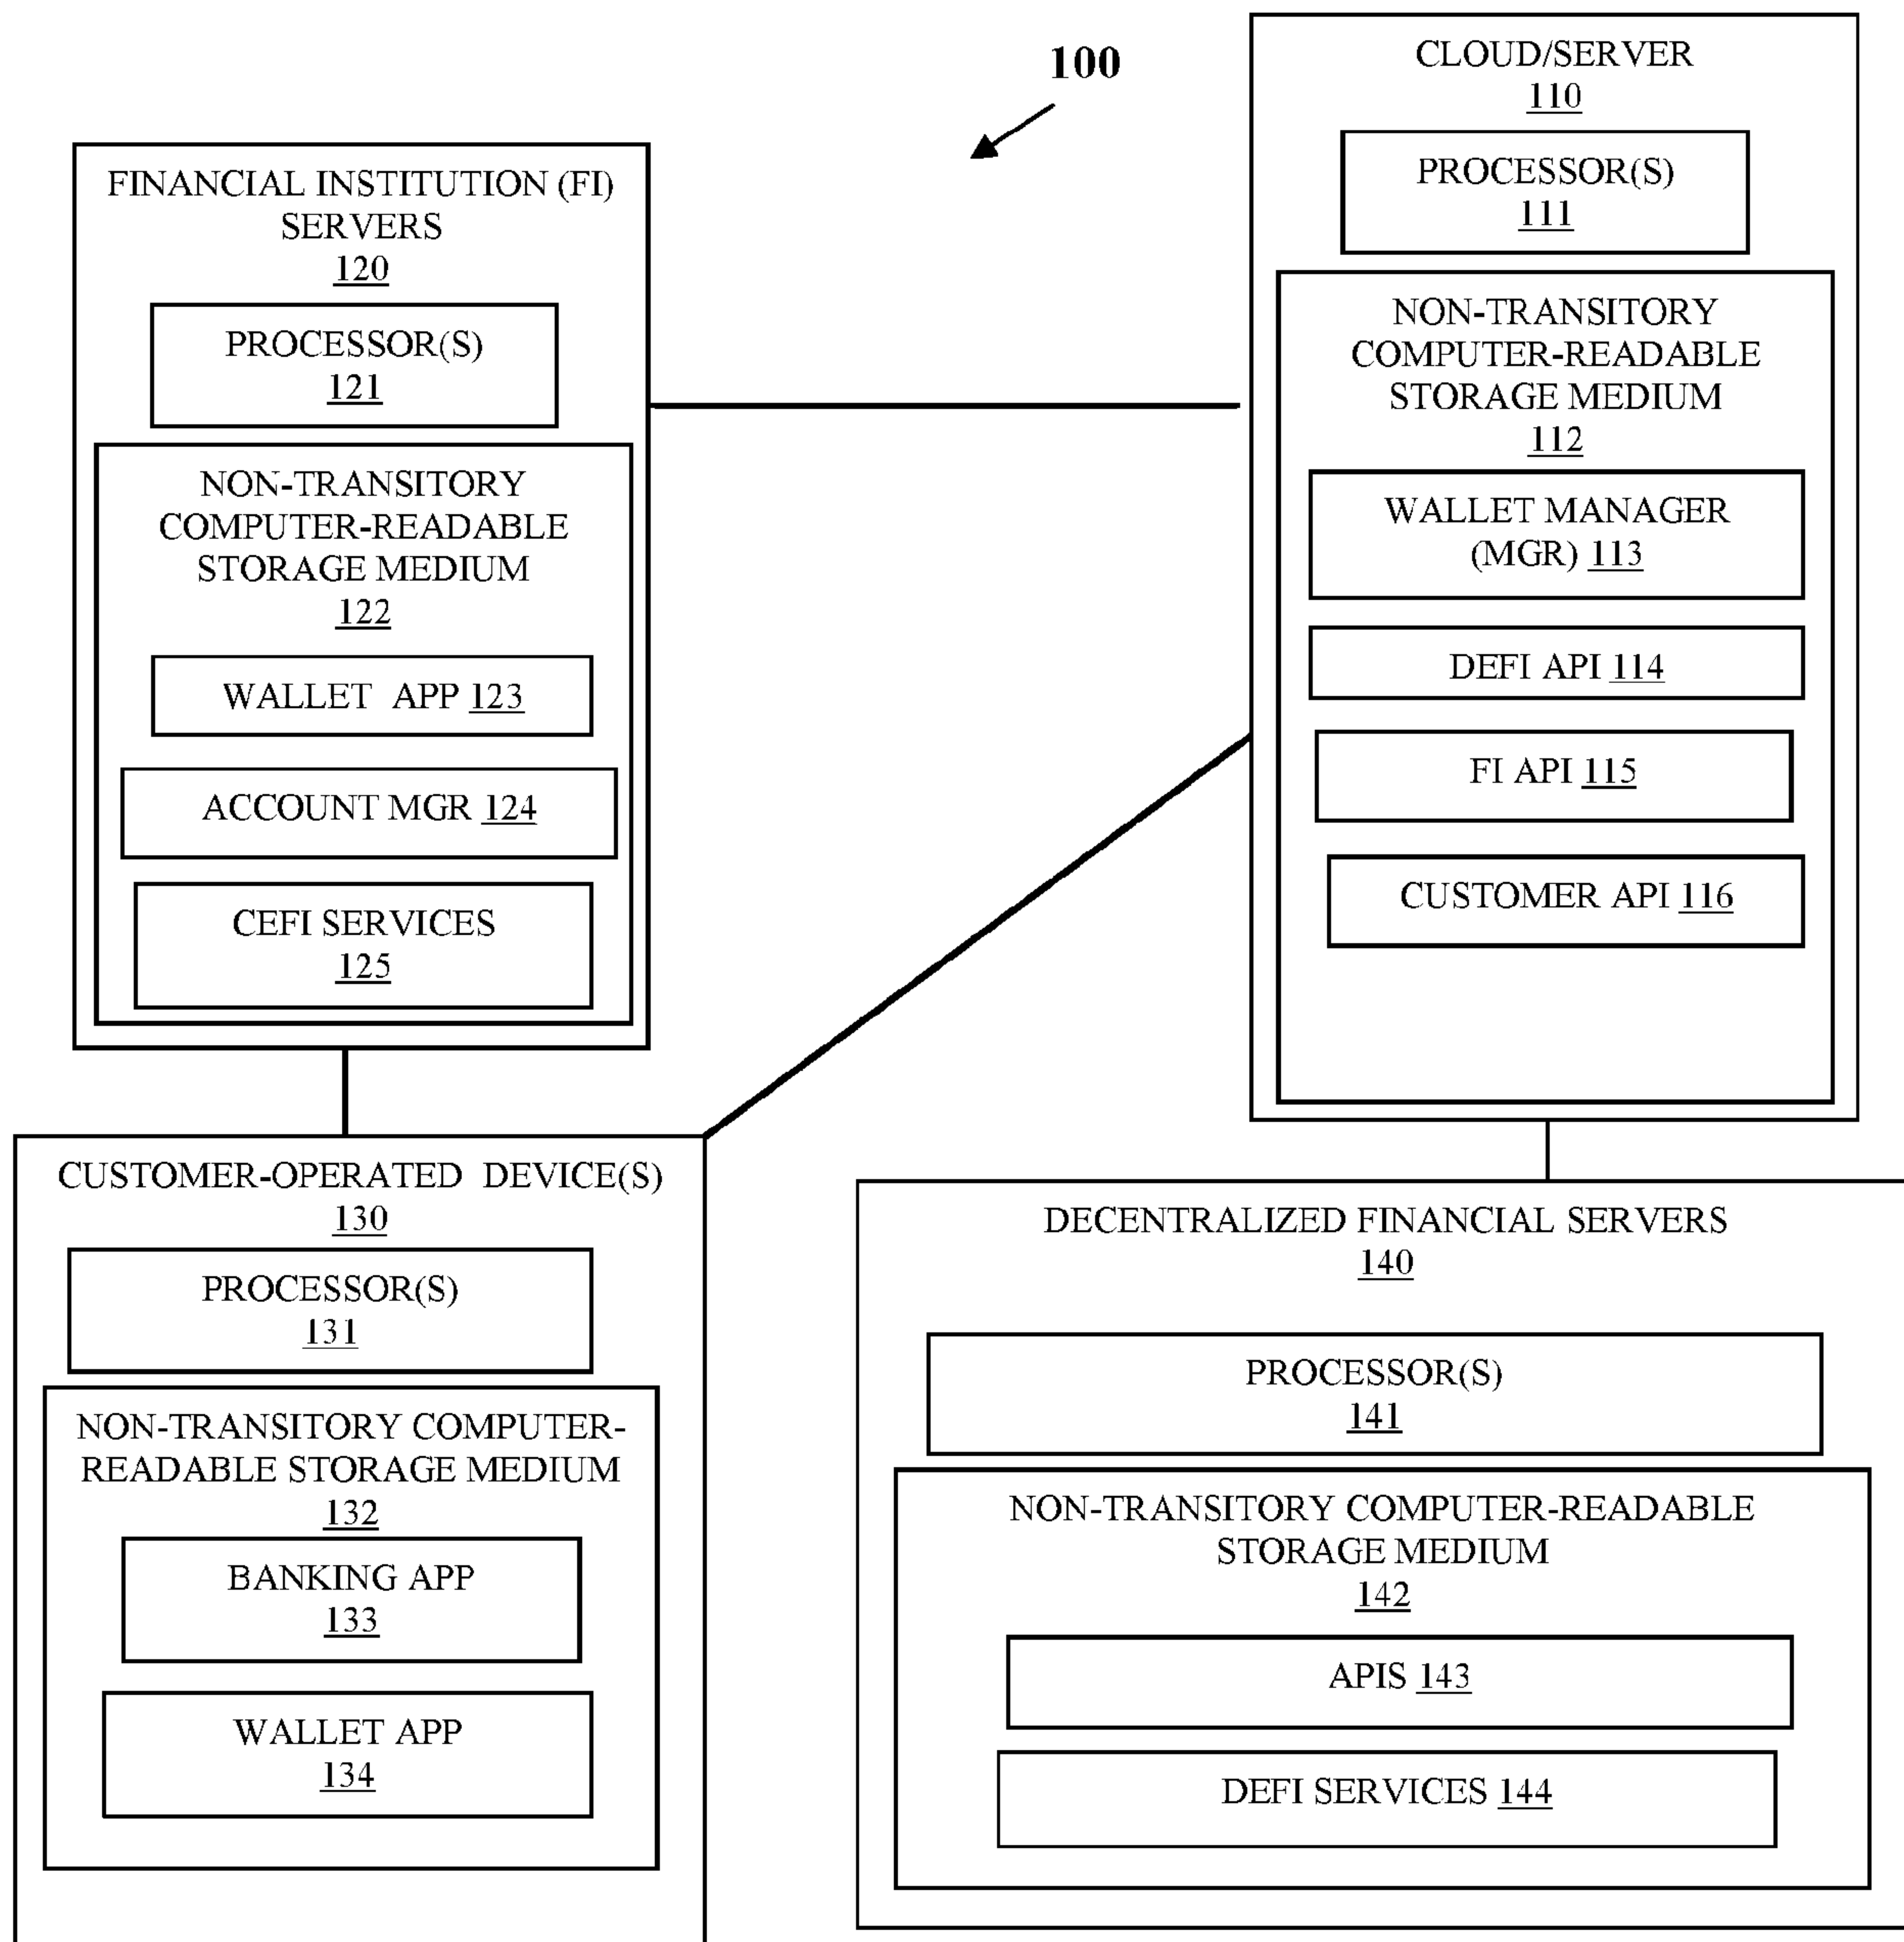 100
FINANCIAL INSTITUTION (FI)
SERVERS
120
PROCESSOR(S)
121
NON-TRANSITORY
COMPUTER-READABLE
STORAGE MEDIUM
122
WALLET APP 123
ACCOUNT MGR 124
CEFI SERVICES
125
CLOUD/SERVER
110
PROCESSOR(S)
111
NON-TRANSITORY
COMPUTER-READABLE
STORAGE MEDIUM
112
WALLET MANAGER
(MGR) 113
DEFI API 114
FI API 115
CUSTOMER API 116
CUSTOMER-OPERATED DEVICE(S)
130
PROCESSOR(S)
131
NON-TRANSITORY COMPUTER-
READABLE STORAGE MEDIUM
132
BANKING APP
133
WALLET APP
134
DECENTRALIZED FINANCIAL SERVERS
140
PROCESSOR(S)
141
NON-TRANSITORY COMPUTER-READABLE
STORAGE MEDIUM
142
APIS 143
DEFI SERVICES 144